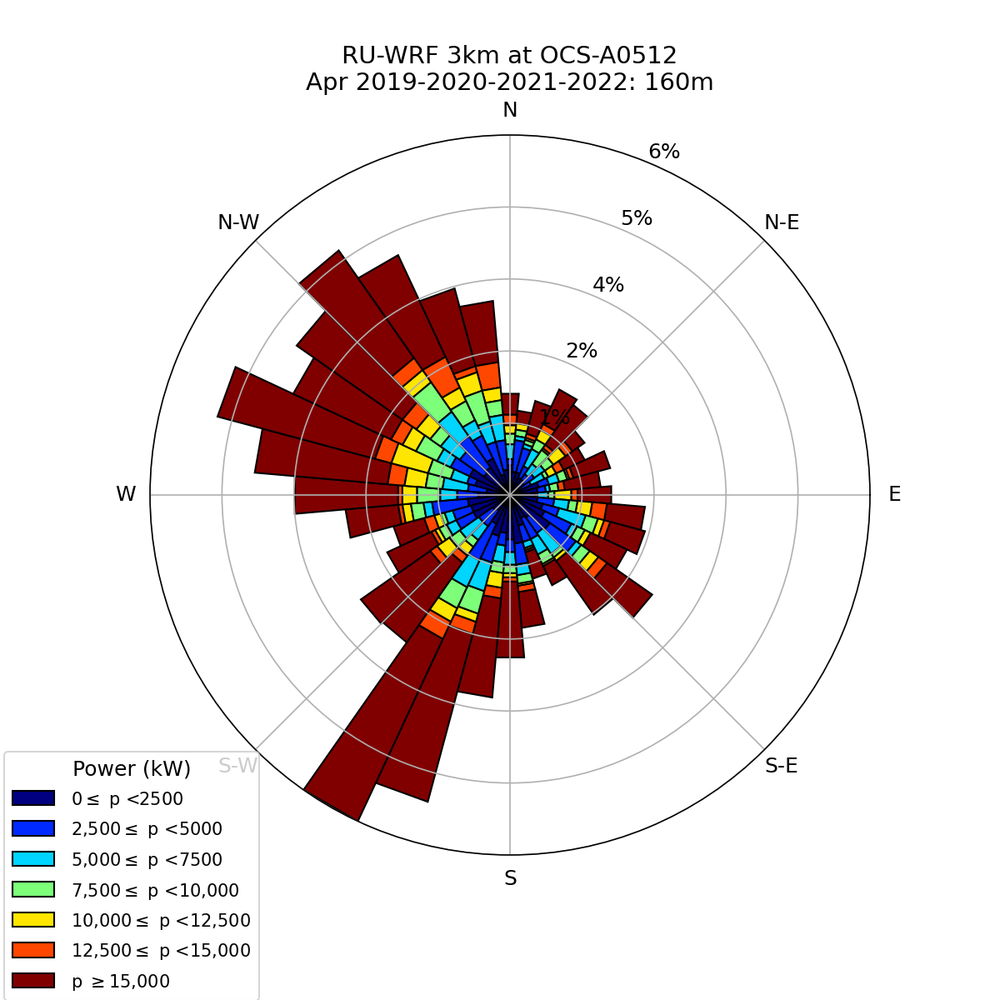 RU-WRF 3km at OCS-A0512
Apr 2019-2020-2021-2022: 160m
N
6%
N-W
5%
N-E
4%
2%
1%
W
E
S-W
S-E
S
Power (kW)
0≤ p <2500
2,500≤ p <5000
5,000≤ p <7500
7,500≤ p <10,000
10,000≤ p <12,500
12,500≤ p <15,000
p ≥15,000